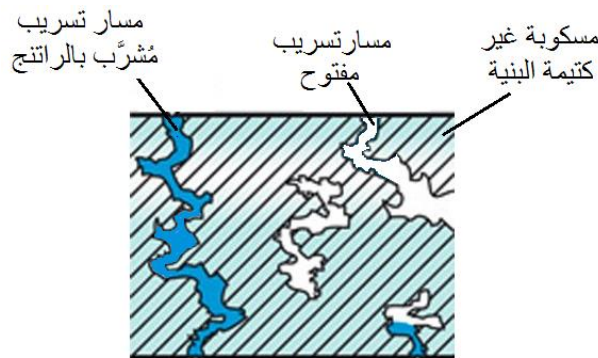 مسار تسريب
مُشرَّب بالراتنج
مسارتسريب
مفتوح
مسكوبة غير
كتيمة البنية